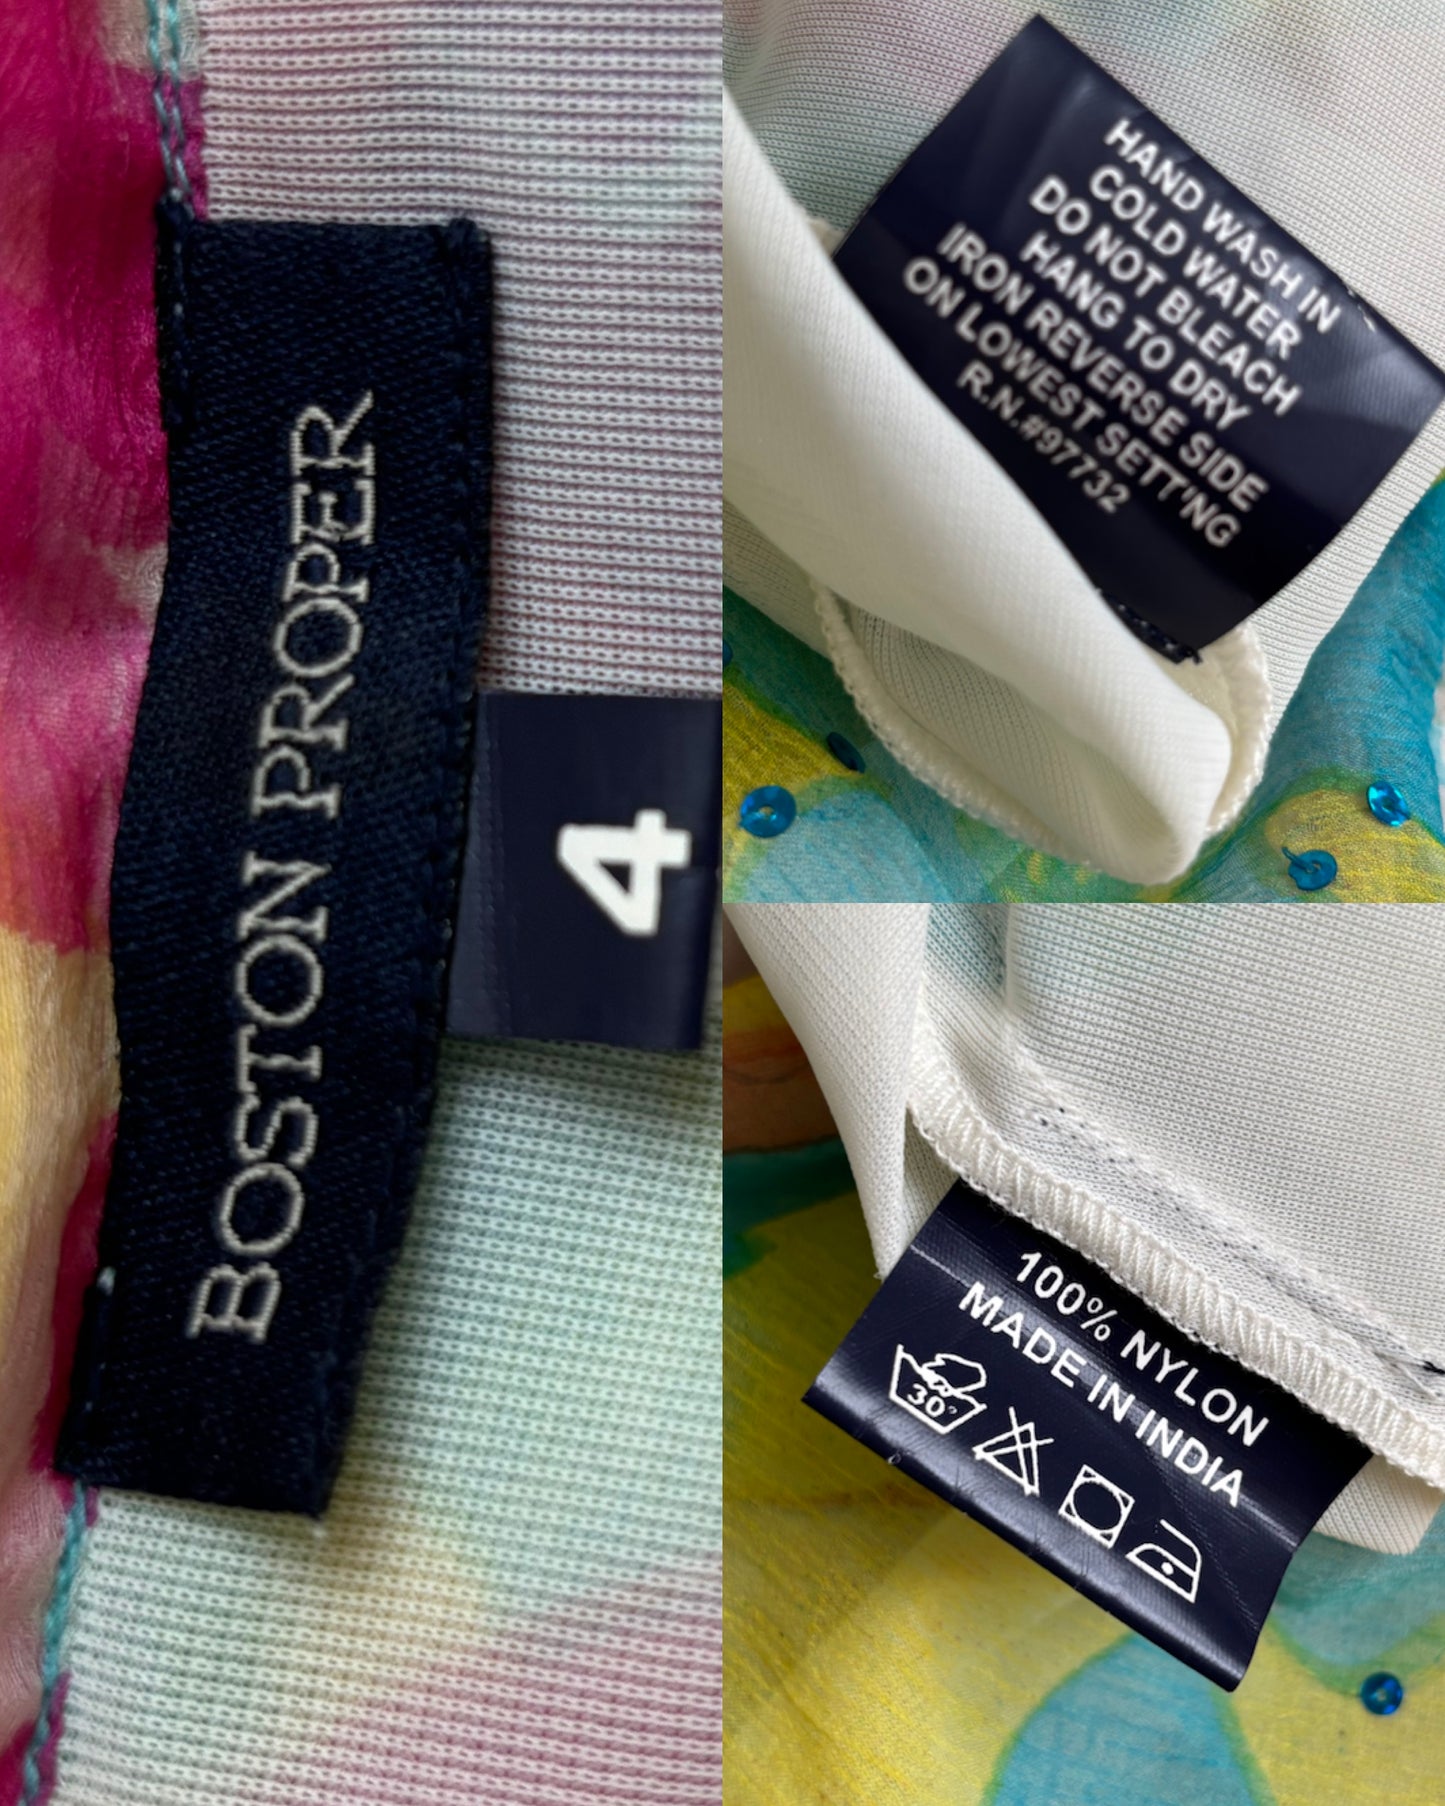 BOSTON PROPER
4
HAND WASH IN
COLD WATER
DO NOT BLEACH
HANG TO DRY
IRON REVERSE SIDE
ON LOWEST SETT'NG
R.N.#97732
100% NYLON
MADE IN INDIA
30°